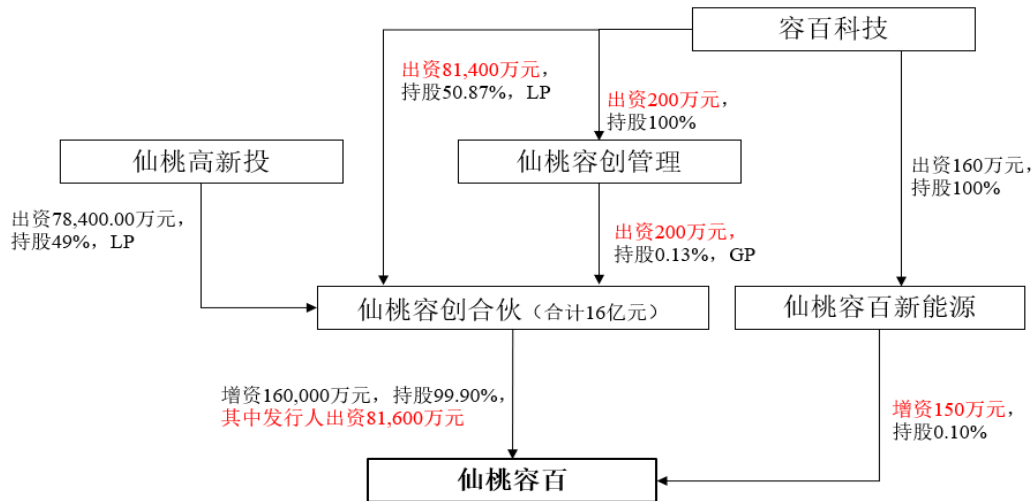 容百科技
出资81,400万元，
持股50.87%，LP
出资200万元，
持股100%
仙桃高新投
仙桃容创管理
出资160万元，
持股100%
出资78,400.00万元，
持股49%，LP
出资200万元，
持股0.13%，GP
仙桃容创合伙（合计16亿元）
仙桃容百新能源
增资160,000万元，持股99.90%，
其中发行人出资81,600万元
增资150万元，
持股0.10%
仙桃容百